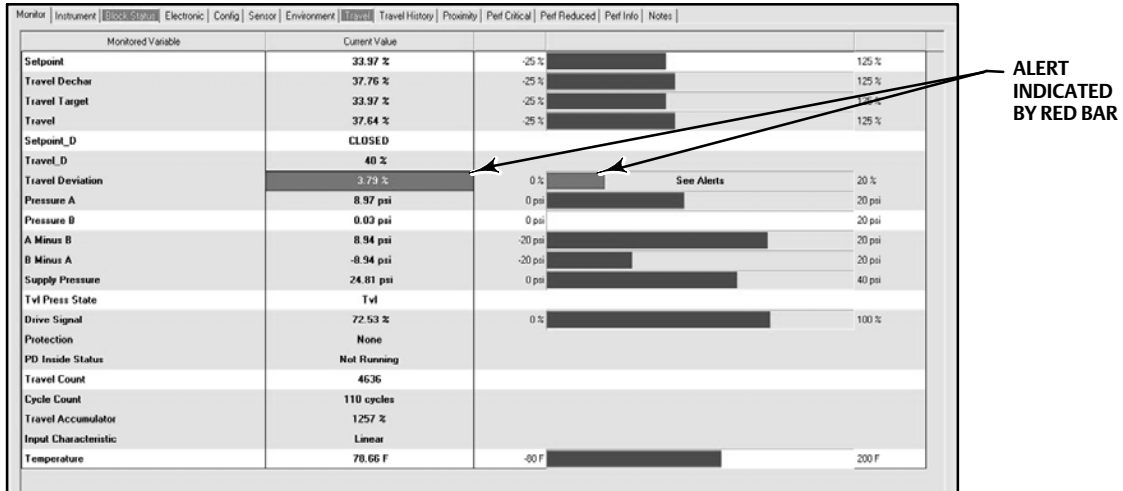 Monitor Instrument Block Status Electronic Config Sensor Environment Travel Travel History Proximity Perf Critical Perf Reduced Perf Info Notes
Monitored Variable Current Value
Setpoint 33.97 % -25 % 125 %
Travel Dechar 37.76 % -25 % 125 %
Travel Target 33.97 % -25 % 125 %
Travel 37.64 % -25 % 125 %
Setpoint_D CLOSED
Travel_D 40 %
Travel Deviation 3.79 % 0 % See Alerts 20 %
Pressure A 8.97 psi 0 psi 20 psi
Pressure B 0.03 psi 0 psi 20 psi
A Minus B 8.94 psi -20 psi 20 psi
B Minus A -8.94 psi -20 psi 20 psi
Supply Pressure 24.81 psi 0 psi 40 psi
Tvl Press State Tvl
Drive Signal 72.53 % 0 % 100 %
Protection None
PD Inside Status Not Running
Travel Count 4636
Cycle Count 110 cycles
Travel Accumulator 1257 %
Input Characteristic Linear
Temperature 78.66 F -80 F 200 F
ALERT
INDICATED
BY RED BAR